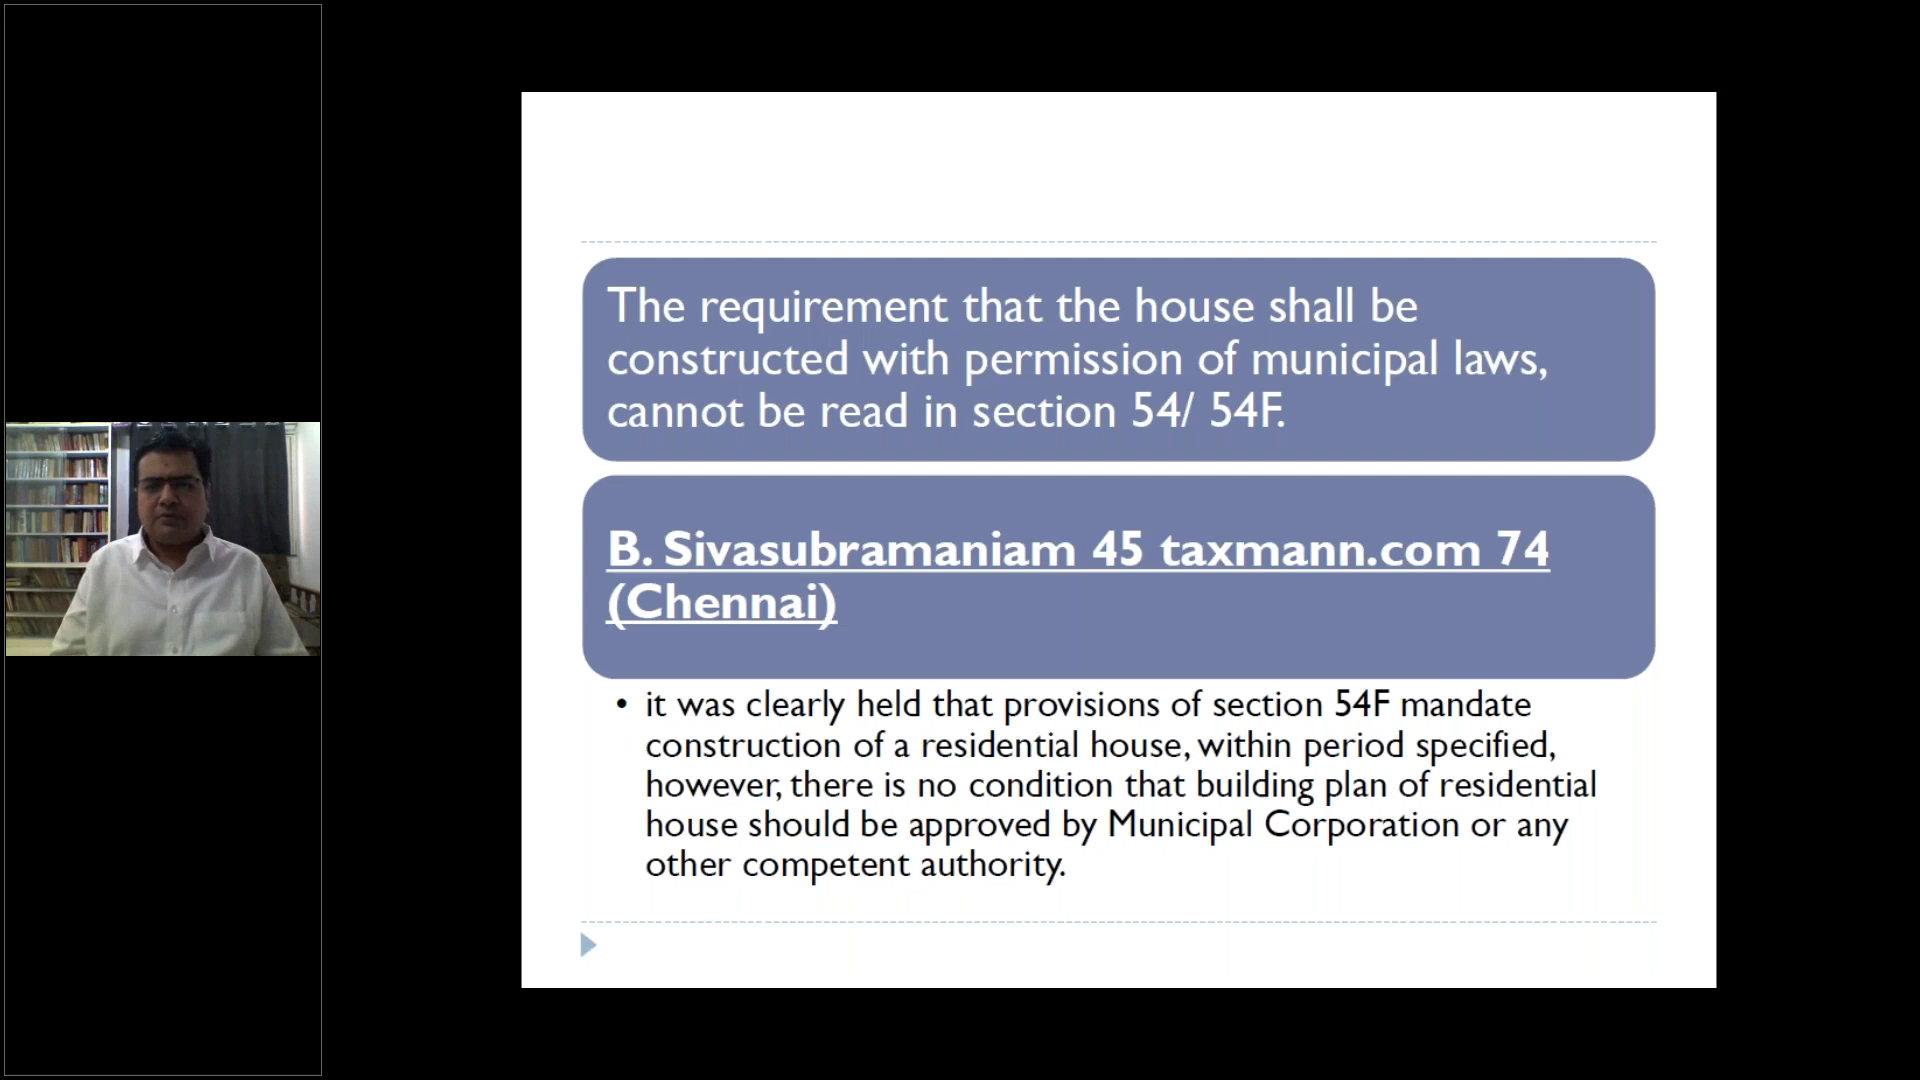 The requirement that the house shall be
constructed with permission of municipal laws,
cannot be read in section 54/ 54F.
B. Sivasubramaniam 45 taxmann.com 74
(Chennai)
• it was clearly held that provisions of section 54F mandate
construction of a residential house, within period specified,
however, there is no condition that building plan of residential
house should be approved by Municipal Corporation or any
other competent authority.